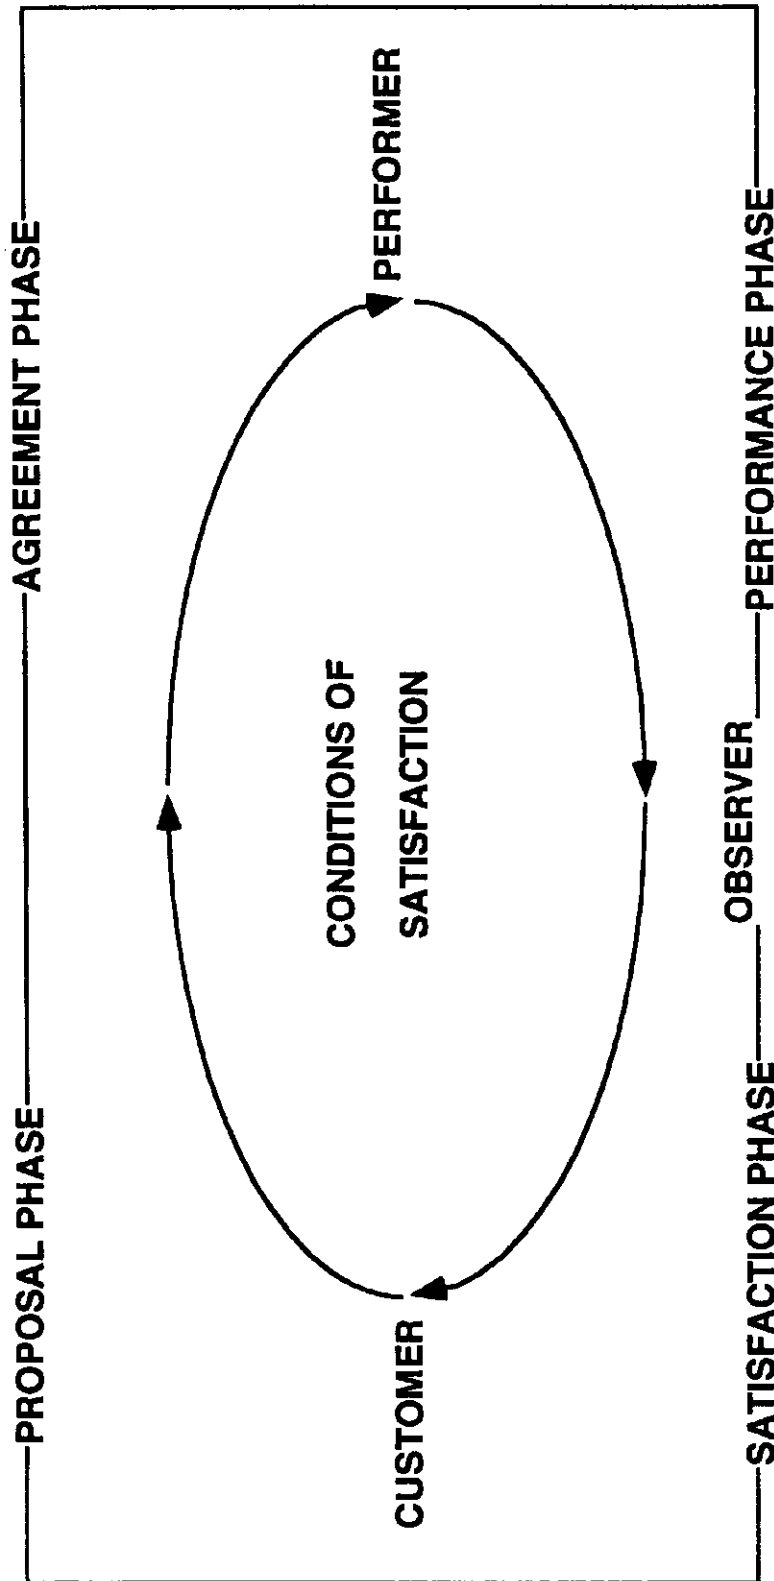 PROPOSAL PHASE
AGREEMENT PHASE
CUSTOMER
CONDITIONS OF
SATISFACTION
PERFORMER
OBSERVER
SATISFACTION PHASE
PERFORMANCE PHASE